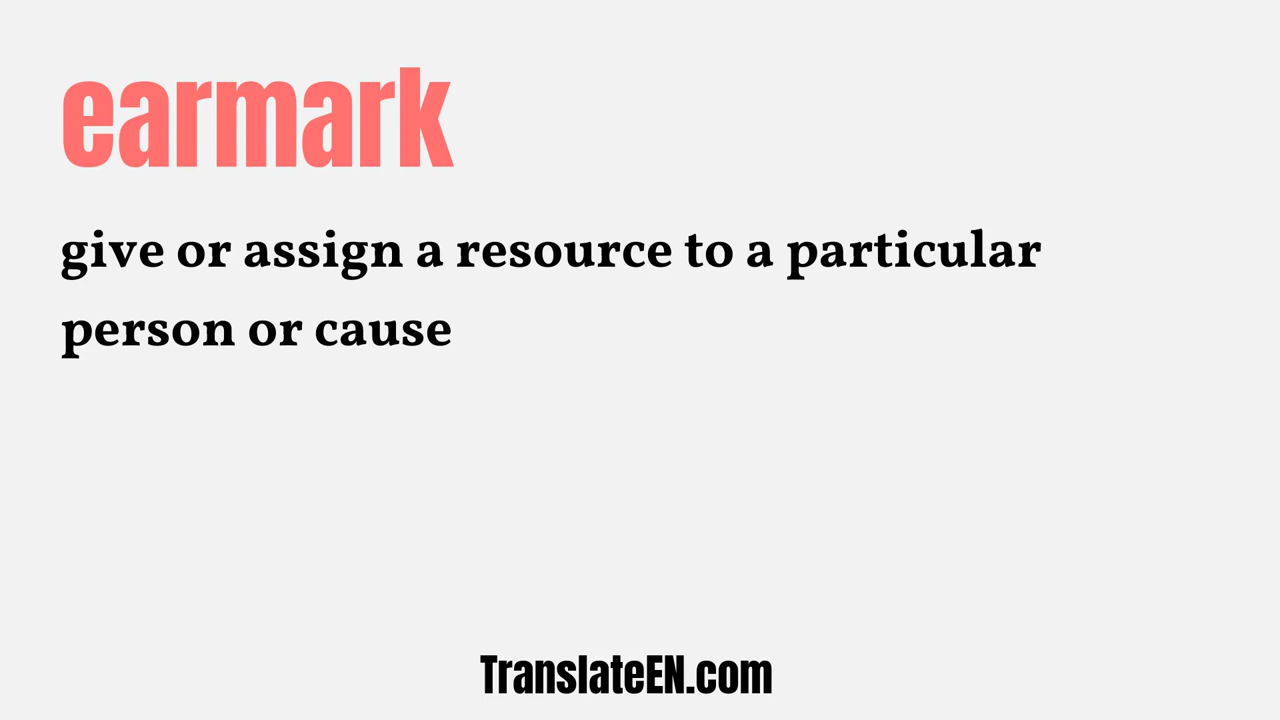 earmark
give or assign a resource to a particular
person or cause
TranslateEN.com